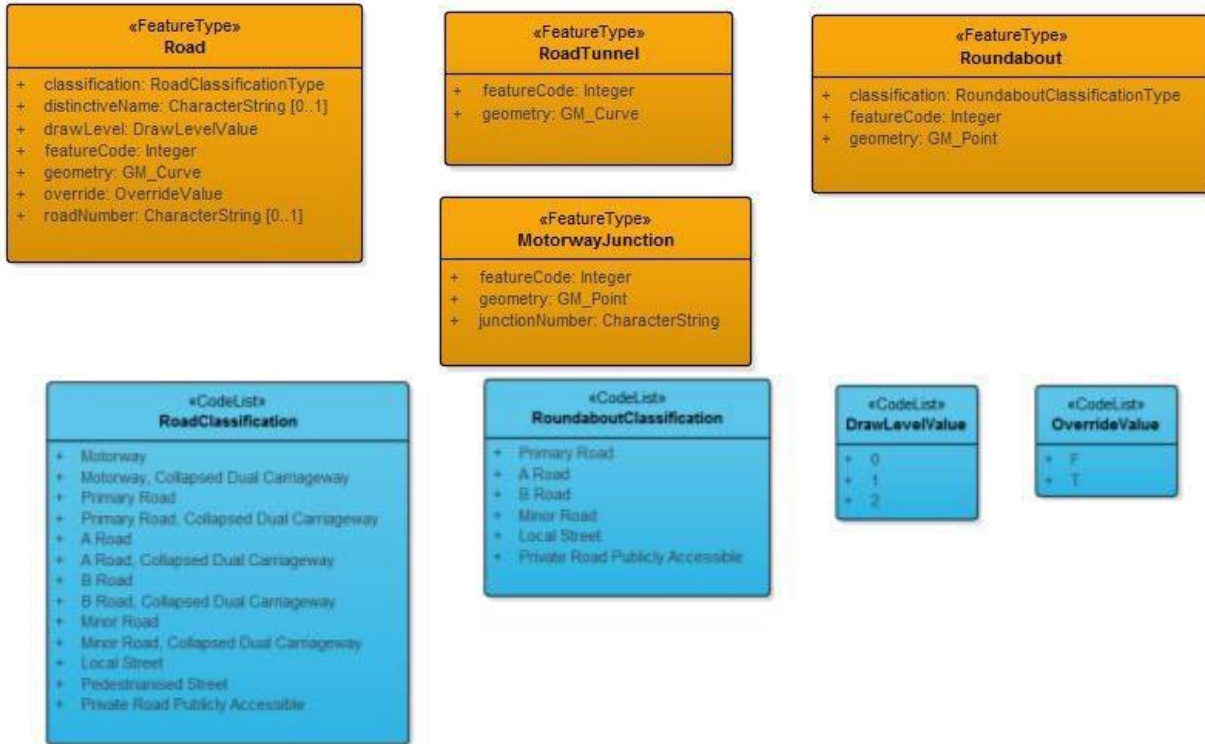 «FeatureType»
Road
+ classification: RoadClassificationType
+ distinctiveName: CharacterString [0..1]
+ drawLevel: DrawLevelValue
+ featureCode: Integer
+ geometry: GM_Curve
+ override: OverrideValue
+ roadNumber: CharacterString [0..1]
«FeatureType»
RoadTunnel
+ featureCode: Integer
+ geometry: GM_Curve
«FeatureType»
Roundabout
+ classification: RoundaboutClassificationType
+ featureCode: Integer
+ geometry: GM_Point
«FeatureType»
MotorwayJunction
+ featureCode: Integer
+ geometry: GM_Point
+ junctionNumber: CharacterString
«CodeList»
RoadClassification
+ Motorway
+ Motorway, Collapsed Dual Carriageway
+ Primary Road
+ Primary Road, Collapsed Dual Carriageway
+ A Road
+ A Road, Collapsed Dual Carriageway
+ B Road
+ B Road, Collapsed Dual Carriageway
+ Minor Road
+ Minor Road, Collapsed Dual Carriageway
+ Local Street
+ Pedestrianised Street
+ Private Road Publicly Accessible
«CodeList»
RoundaboutClassification
+ Primary Road
+ A Road
+ B Road
+ Minor Road
+ Local Street
+ Private Road Publicly Accessible
«CodeList»
DrawLevelValue
+ 0
+ 1
+ 2
«CodeList»
OverrideValue
+ F
+ T